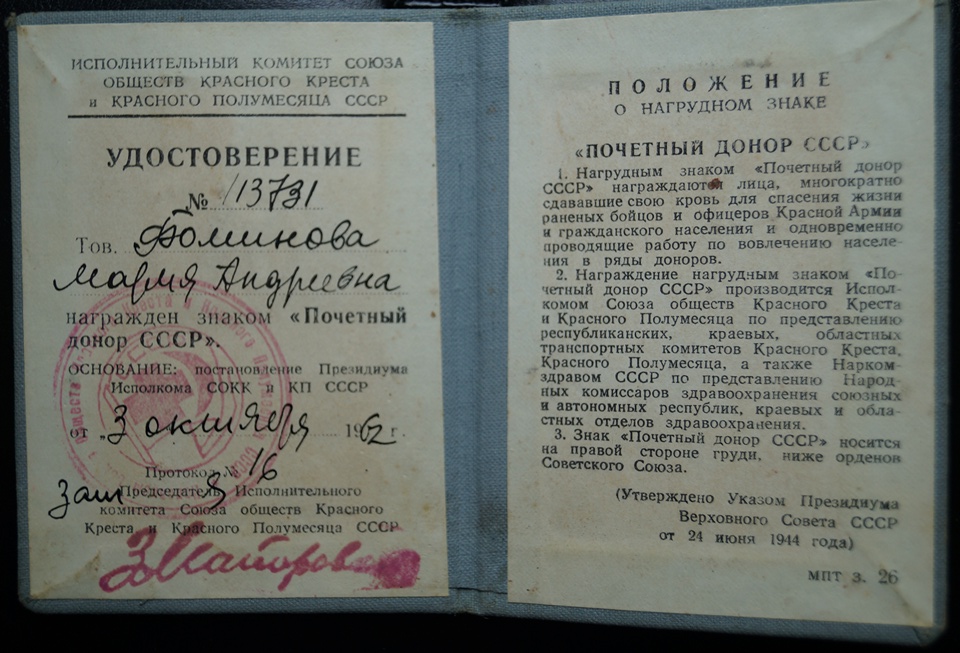 ИСПОЛНИТЕЛЬНЫЙ КОМИТЕТ СОЮЗА
ОБЩЕСТВ КРАСНОГО КРЕСТА
и КРАСНОГО ПОЛУМЕСЯЦА СССР
УДОСТОВЕРЕНИЕ
№ 113731
Тов. Фоминова
Мария Андриевна
награжден знаком «Почетный
донор СССР».
ОСНОВАНИЕ: постановление Президиума
Исполкома СОКК и КП СССР
от 3 октября 1962 г.
Протокол № 16
Зам Председателя Исполнительного
комитета Союза обществ Красного
Креста и Красного Полумесяца СССР
ПОЛОЖЕНИЕ
О НАГРУДНОМ ЗНАКЕ
«ПОЧЕТНЫЙ ДОНОР СССР»
1. Нагрудным знаком «Почетный донор
СССР» награждаются лица, многократно
сдававшие свою кровь для спасения жизни
раненых бойцов и офицеров Красной Армии
и гражданского населения и одновременно
проводящие работу по вовлечению населе-
ния в ряды доноров.
2. Награждение нагрудным знаком «По-
четный донор СССР» производится Испол-
комом Союза обществ Красного Креста
и Красного Полумесяца по представлению
республиканских, краевых, областных
транспортных комитетов Красного Креста,
Красного Полумесяца, а также Нарком-
здравом СССР по представлению Народ-
ных комиссаров здравоохранения союзных
и автономных республик, краевых и обла-
стных отделов здравоохранения.
3. Знак «Почетный донор СССР» носится
на правой стороне груди, ниже орденов
Советского Союза.
(Утверждено Указом Президиума
Верховного Совета СССР
от 24 июня 1944 года)
МПТ з. 26